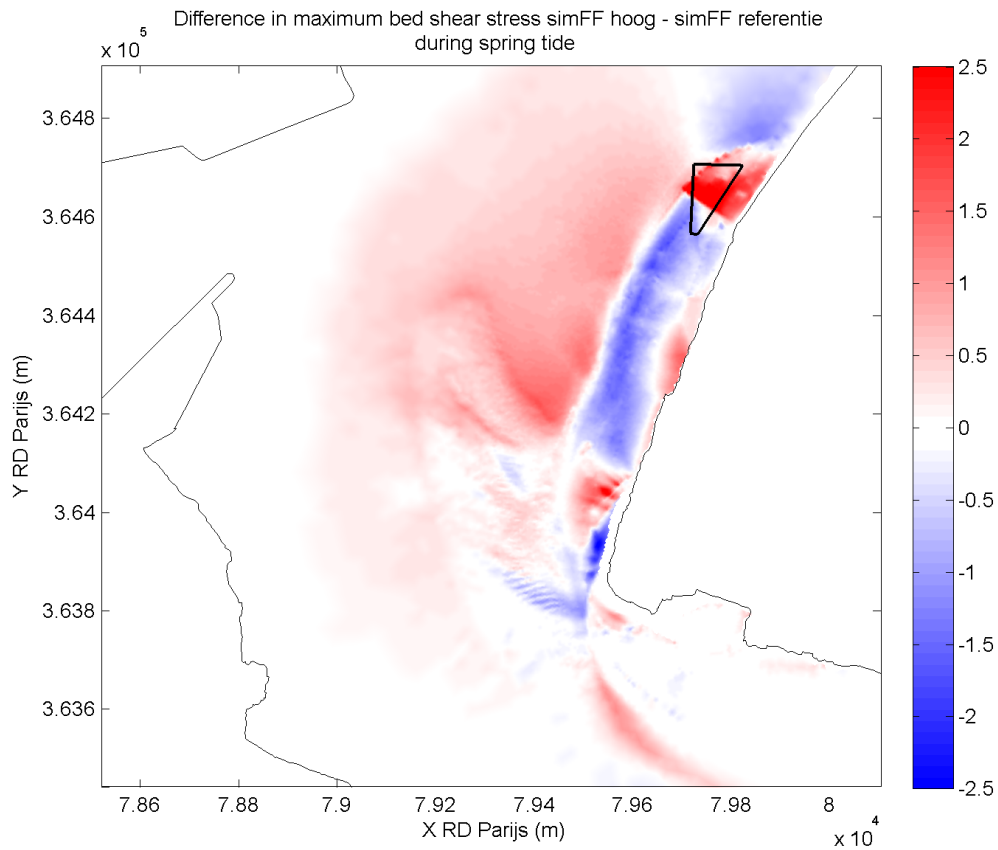 Difference in maximum bed shear stress simFF hoog - simFF referentie
during spring tide
x 10^5
3.648
3.646
3.644
3.642
3.64
3.638
3.636
Y RD Parijs (m)
7.86 7.88 7.9 7.92 7.94 7.96 7.98 8
X RD Parijs (m)
x 10^4
2.5
2
1.5
1
0.5
0
-0.5
-1
-1.5
-2
-2.5